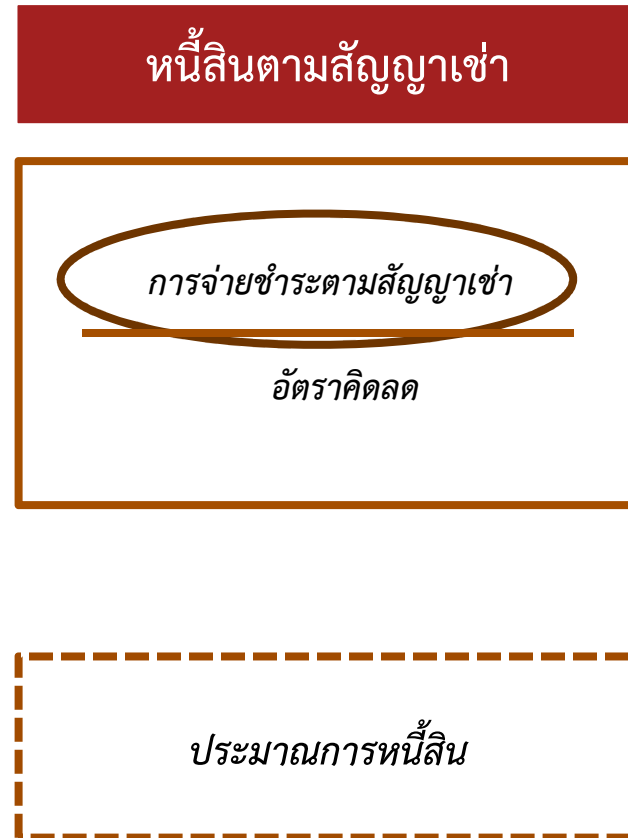 หนี้สินตามสัญญาเช่า
การจ่ายชำระตามสัญญาเช่า
อัตราคิดลด
ประมาณการหนี้สิน